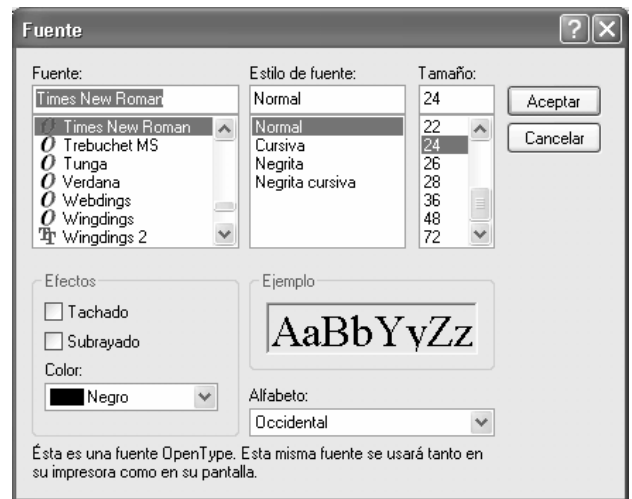 Fuente
Fuente:
Estilo de fuente:
Tamaño:
Times New Roman
Normal
24
Aceptar
Cancelar
Times New Roman
Trebuchet MS
Tunga
Verdana
Webdings
Wingdings
Wingdings 2
Normal
Cursiva
Negrita
Negrita cursiva
22
24
26
28
36
48
72
Efectos
Tachado
Subrayado
Color:
Negro
Ejemplo
AaBbYyZz
Alfabeto:
Occidental
Ésta es una fuente OpenType. Esta misma fuente se usará tanto en
su impresora como en su pantalla.